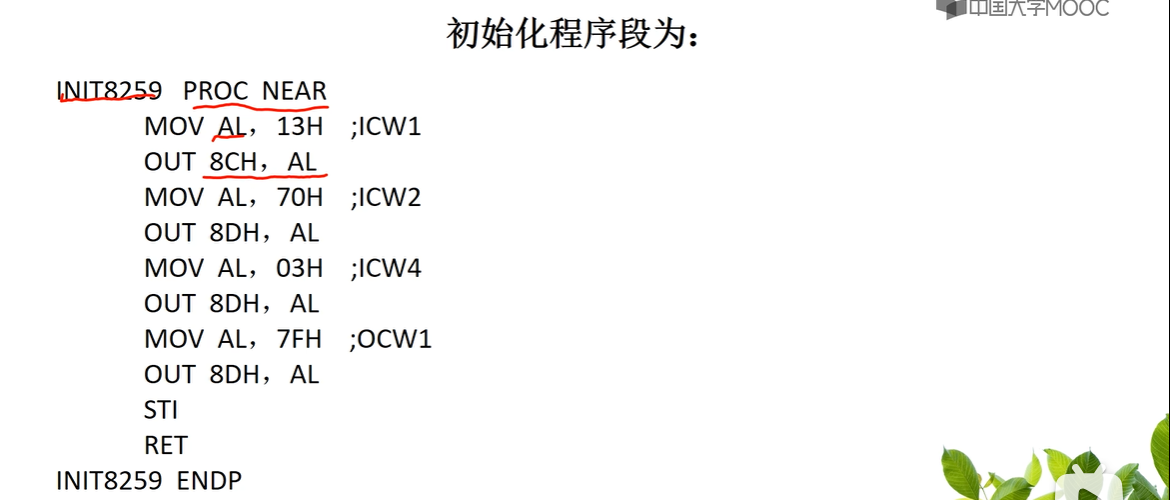 中国大学MOOC
初始化程序段为：
INIT8259 PROC NEAR
MOV AL，13H ;ICW1
OUT 8CH，AL
MOV AL，70H ;ICW2
OUT 8DH，AL
MOV AL，03H ;ICW4
OUT 8DH，AL
MOV AL，7FH ;OCW1
OUT 8DH，AL
STI
RET
INIT8259 ENDP